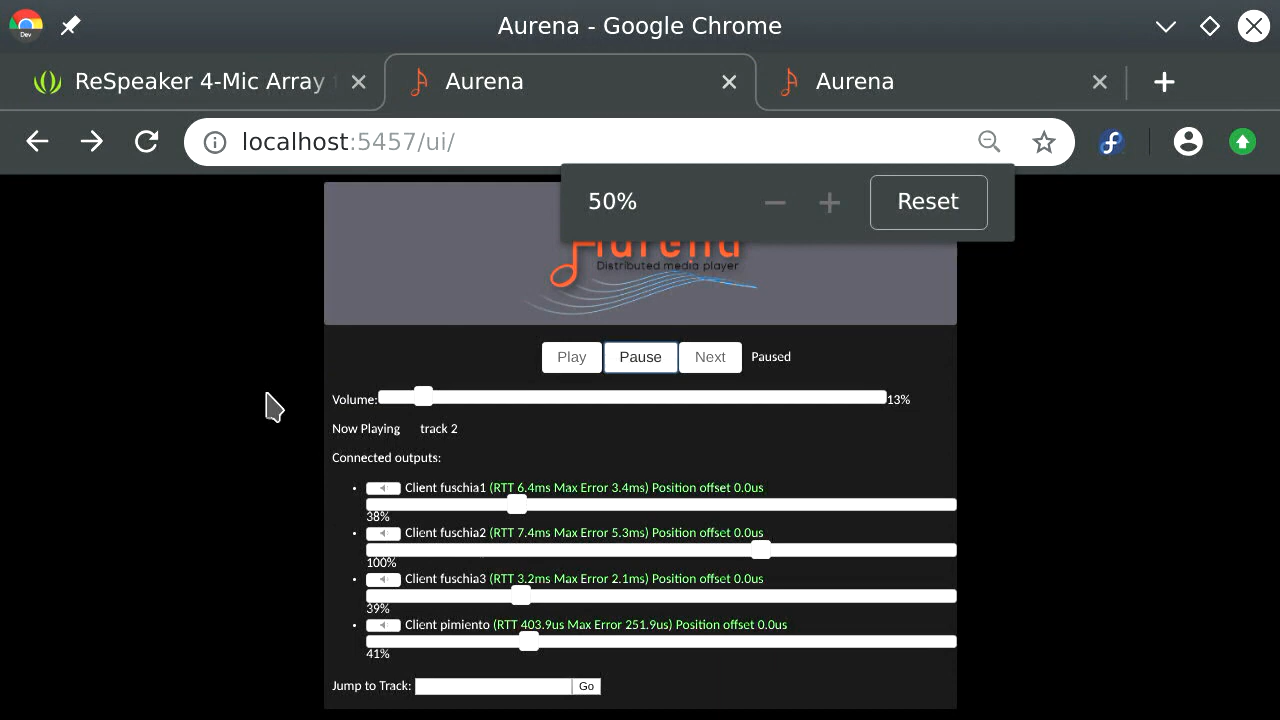 Aurena - Google Chrome
Dev
ReSpeaker 4-Mic Array
Aurena
Aurena
localhost:5457/ui/
50%
Reset
Aurena
Distributed media player
Play Pause Next Paused
Volume: 13%
Now Playing track 2
Connected outputs:
Client fuschia1 (RTT 6.4ms Max Error 3.4ms) Position offset 0.0us
38%
Client fuschia2 (RTT 7.4ms Max Error 5.3ms) Position offset 0.0us
100%
Client fuschia3 (RTT 3.2ms Max Error 2.1ms) Position offset 0.0us
39%
Client pimiento (RTT 403.9us Max Error 251.9us) Position offset 0.0us
41%
Jump to Track: Go